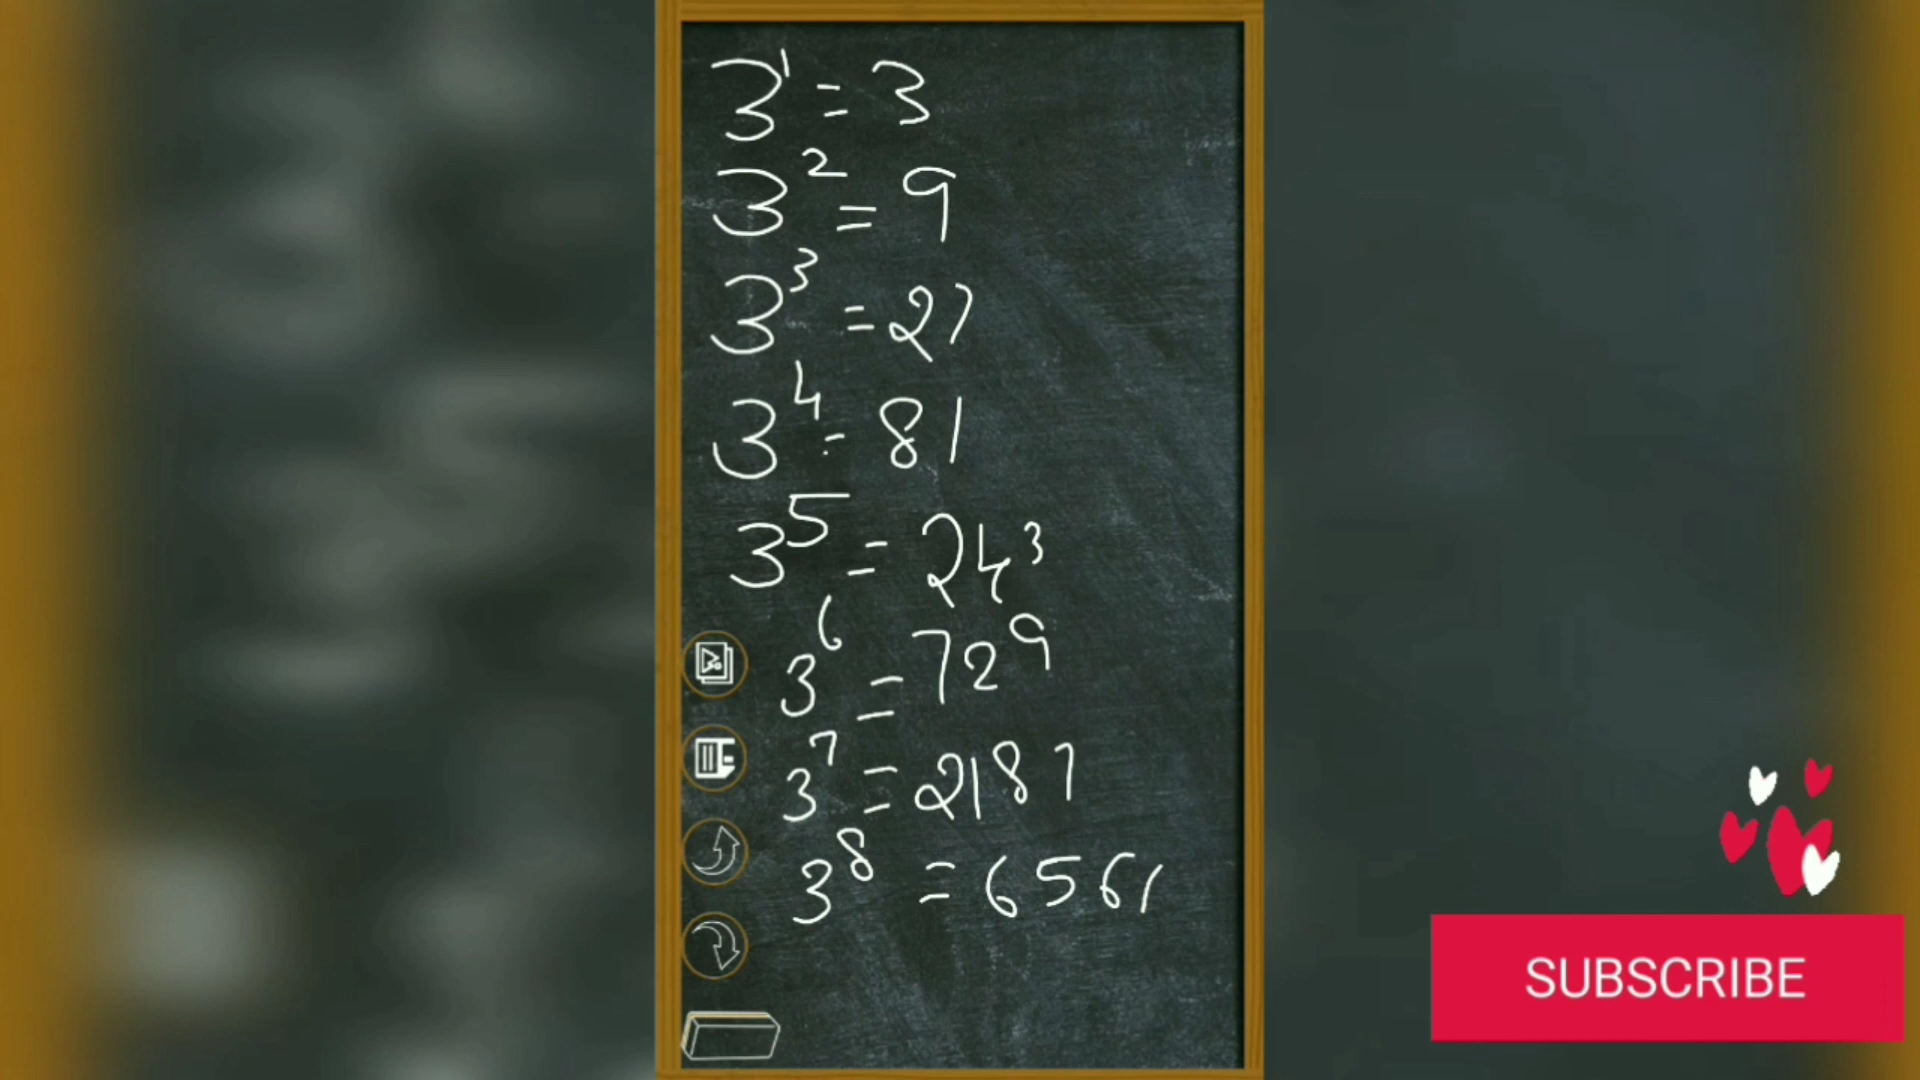 3¹ = 3
3² = 9
3³ = 27
3⁴ = 81
3⁵ = 243
3⁶ = 729
3⁷ = 2187
3⁸ = 6561
SUBSCRIBE